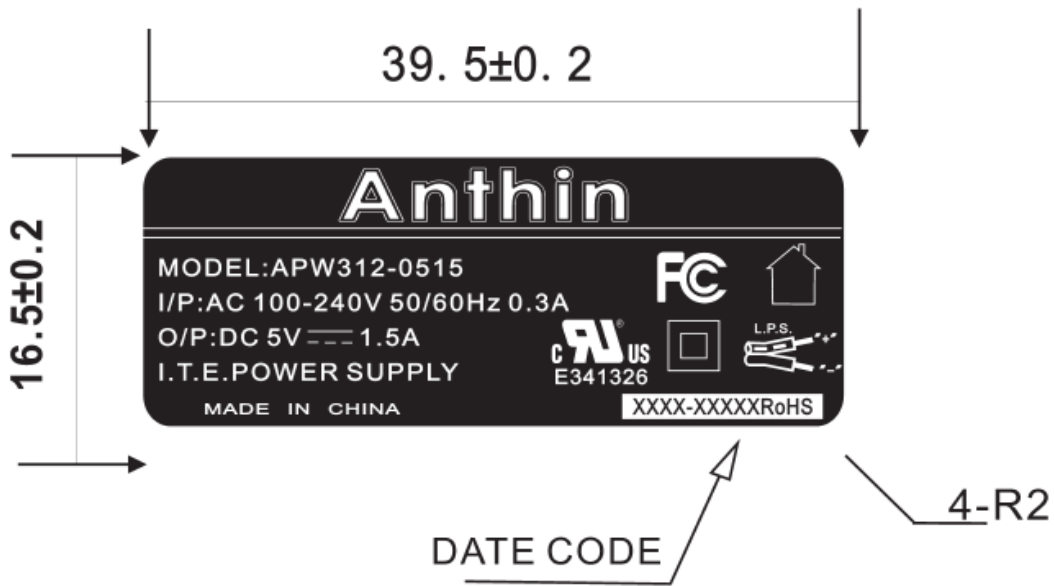 39. 5±0. 2
16.5±0.2
Anthin
MODEL:APW312-0515
I/P:AC 100-240V 50/60Hz 0.3A
O/P:DC 5V 1.5A
I.T.E.POWER SUPPLY
MADE IN CHINA
FC
C RU ® US
E341326
L.P.S.
"+"
"-"
XXXX-XXXXXRoHS
4-R2
DATE CODE